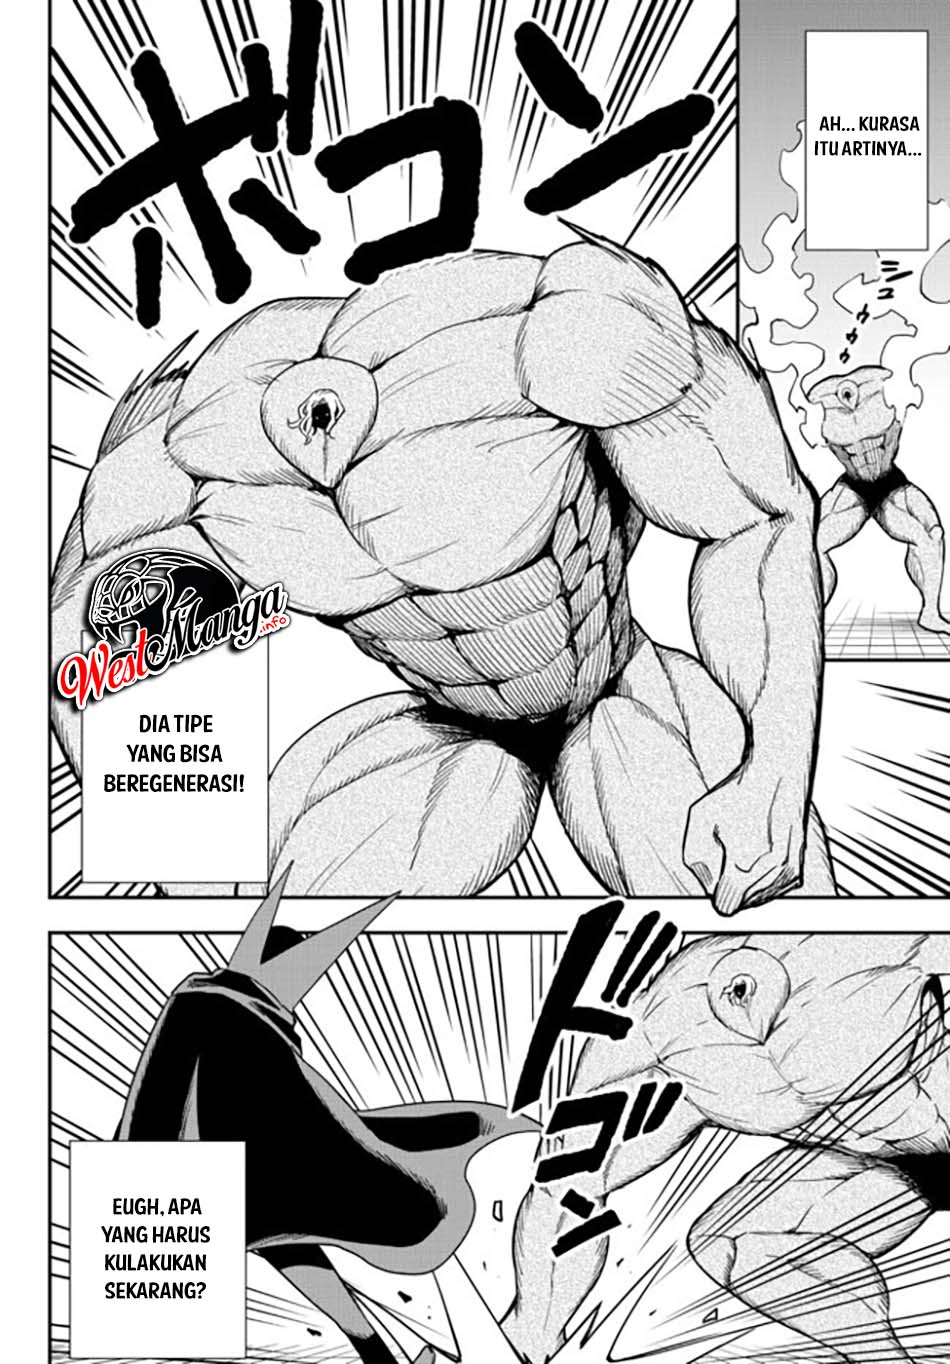 AH... KURASA
ITU ARTINYA...
シュウゥゥ
ボコン
WestManga
.info
DIA TIPE
YANG BISA
BEREGENERASI!
ドゴン
EUGH, APA
YANG HARUS
KULAKUKAN
SEKARANG?